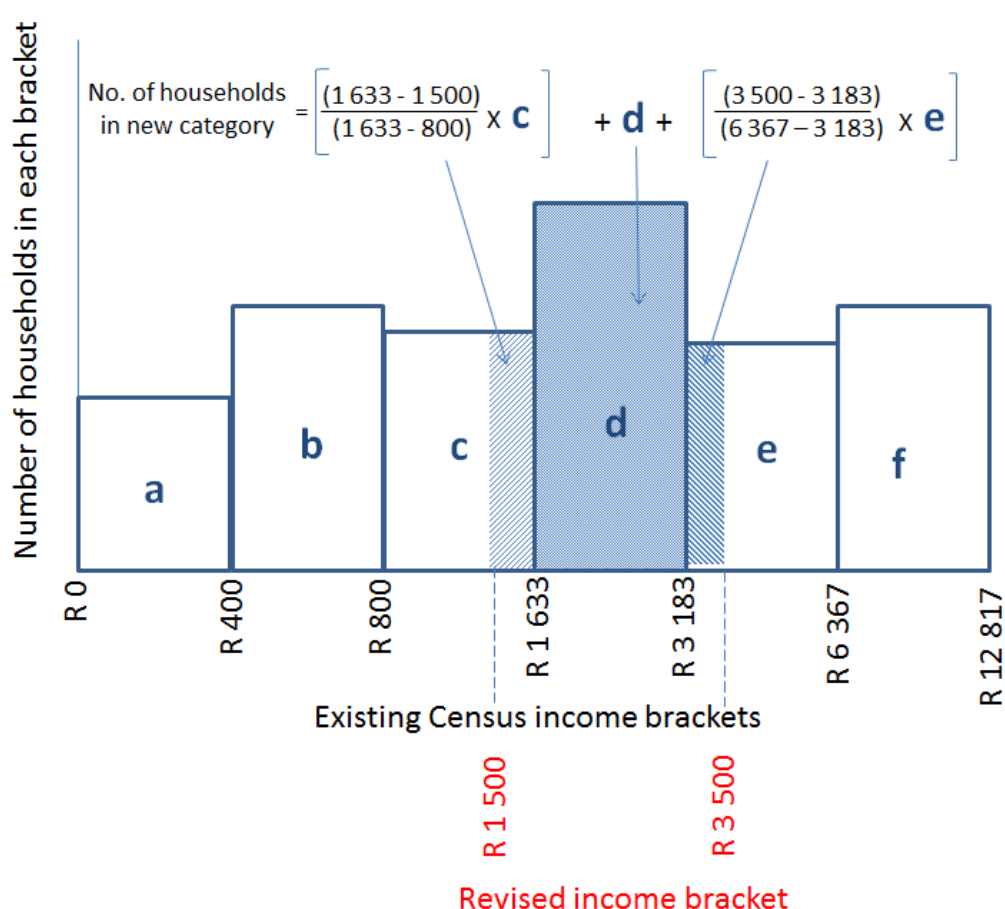 Number of households in each bracket
No. of households in new category = [(1 633 - 1 500) / (1 633 - 800) x c] + d + [(3 500 - 3 183) / (6 367 – 3 183) x e]
a
b
c
d
e
f
R 0
R 400
R 800
R 1 633
R 3 183
R 6 367
R 12 817
Existing Census income brackets
R 1 500
R 3 500
Revised income bracket